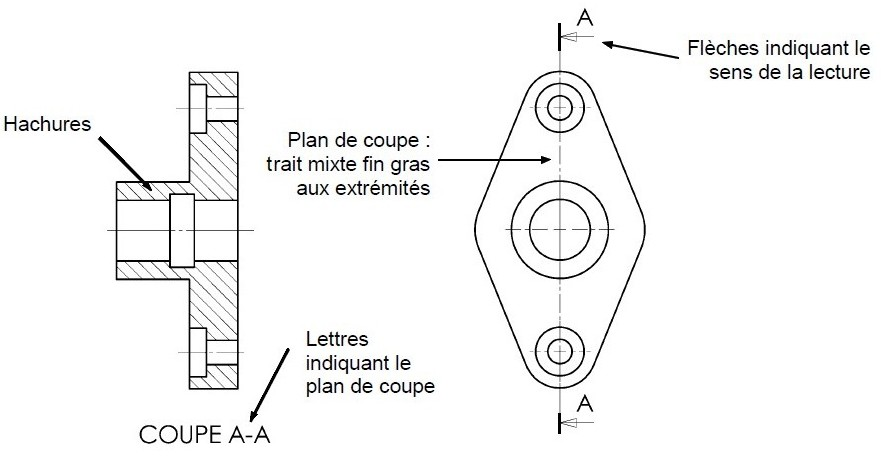 A
Flèches indiquant le
sens de la lecture
Hachures
Plan de coupe :
trait mixte fin gras
aux extrémités
Lettres
indiquant le
plan de coupe
A
COUPE A-A